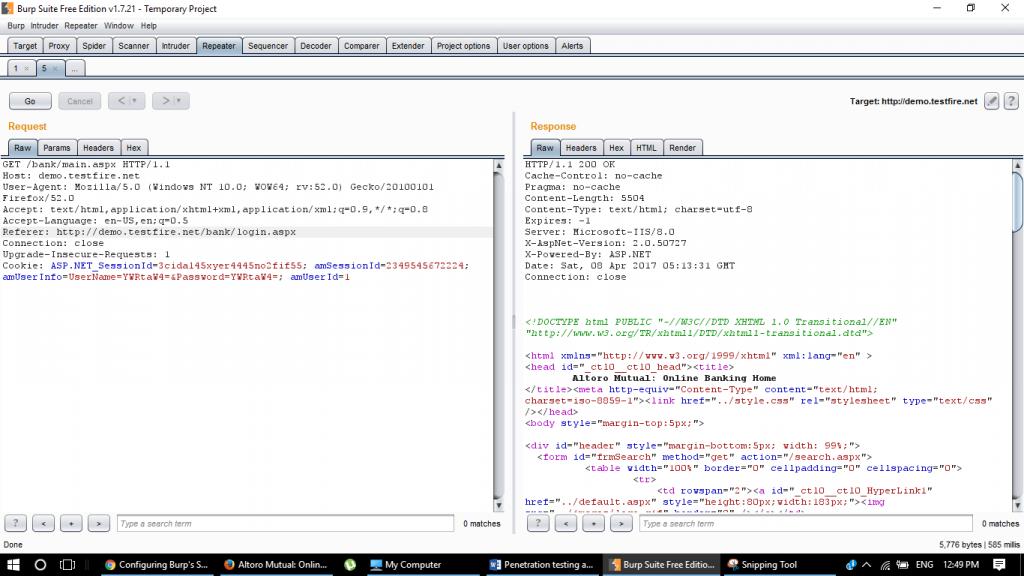 Burp Suite Free Edition v1.7.21 - Temporary Project
Burp Intruder Repeater Window Help
Target Proxy Spider Scanner Intruder Repeater Sequencer Decoder Comparer Extender Project options User options Alerts
1 × 5 × ...
Go Cancel < > Target: http://demo.testfire.net ?
Request
Raw Params Headers Hex
GET /bank/main.aspx HTTP/1.1
Host: demo.testfire.net
User-Agent: Mozilla/5.0 (Windows NT 10.0; WOW64; rv:52.0) Gecko/20100101
Firefox/52.0
Accept: text/html,application/xhtml+xml,application/xml;q=0.9,*/*;q=0.8
Accept-Language: en-US,en;q=0.5
Referer: http://demo.testfire.net/bank/login.aspx
Connection: close
Upgrade-Insecure-Requests: 1
Cookie: ASP.NET_SessionId=3cidal45xyer4445no2fif55; amSessionId=2349545672224;
amUserInfo=UserName=YWRtaW4=&Password=YWRtaW4=; amUserId=1
? < + > Type a search term 0 matches
Response
Raw Headers Hex HTML Render
HTTP/1.1 200 OK
Cache-Control: no-cache
Pragma: no-cache
Content-Length: 5504
Content-Type: text/html; charset=utf-8
Expires: -1
Server: Microsoft-IIS/8.0
X-AspNet-Version: 2.0.50727
X-Powered-By: ASP.NET
Date: Sat, 08 Apr 2017 05:13:31 GMT
Connection: close
<!DOCTYPE html PUBLIC "-//W3C//DTD XHTML 1.0 Transitional//EN"
"http://www.w3.org/TR/xhtml1/DTD/xhtml1-transitional.dtd">
<html xmlns="http://www.w3.org/1999/xhtml" xml:lang="en" >
<head id="_ctl0__ctl0_head"><title>
Altoro Mutual: Online Banking Home
</title><meta http-equiv="Content-Type" content="text/html;
charset=iso-8859-1"><link href="../style.css" rel="stylesheet" type="text/css"
/></head>
<body style="margin-top:5px;">
<div id="header" style="margin-bottom:5px; width: 99%;">
<form id="frmSearch" method="get" action="/search.aspx">
<table width="100%" border="0" cellpadding="0" cellspacing="0">
<tr>
<td rowspan="2"><a id="_ctl0__ctl0_HyperLink1"
href="../default.aspx" style="height:80px;width:183px;"><img
? < + > Type a search term 0 matches
Done 5,776 bytes | 585 millis
Configuring Burp's S... Altoro Mutual: Onlin... My Computer Penetration testing a... Burp Suite Free Editio... Snipping Tool ENG 12:49 PM